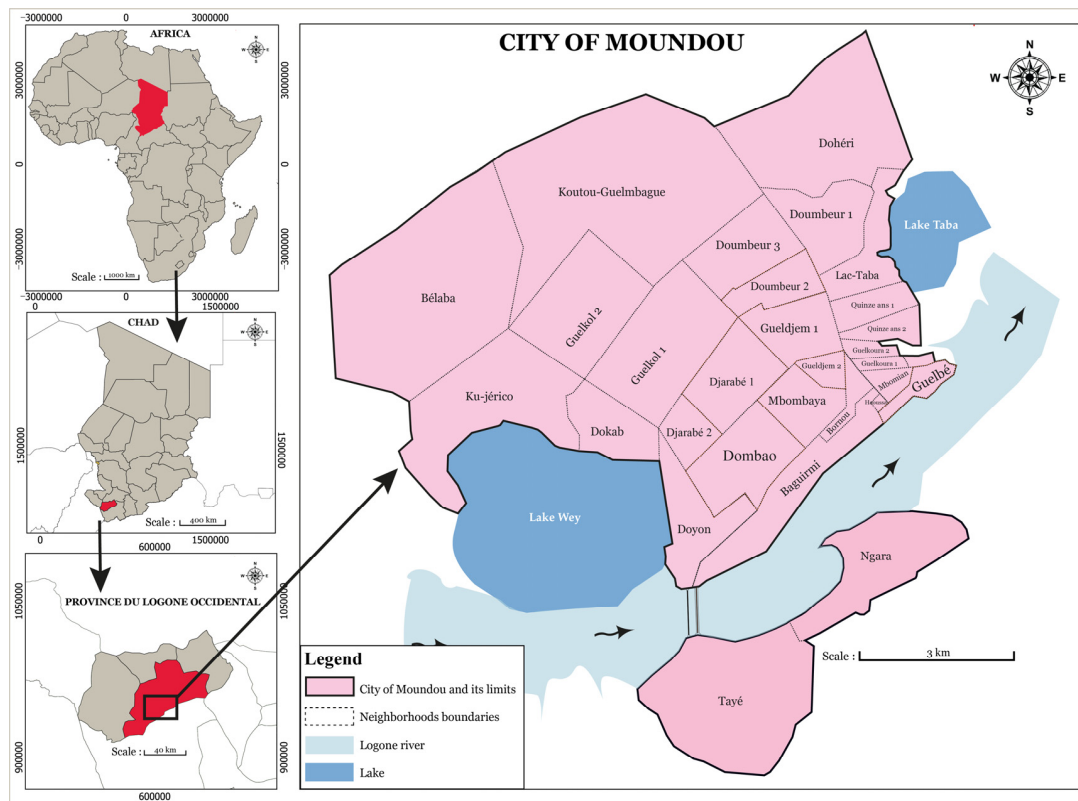 −3000000 0 3000000
AFRICA
N
W E
S
3000000
0
−3000000
3000000
0
−3000000
Scale : 1000 km
−3000000 0 3000000
0 1500000
CHAD
N
W E
S
1500000
1500000
Scale : 400 km
0 1500000
600000
N
W E
S
PROVINCE DU LOGONE OCCIDENTAL
1050000
1050000
900000
900000
Scale : 40 km
600000
CITY OF MOUNDOU
N
W E
S
Dohéri
Koutou-Guelmbague
Doumbeur 1
Lake Taba
Doumbeur 3
Lac-Taba
Doumbeur 2
Bélaba
Quinze ans 1
Guelkol 2
Gueldjem 1
Quinze ans 2
Guelkol 1
Guelkoura 2
Gueldjem 2
Guelkoura 1
Guelbé
Djarabé 1
Mbomian
Ku-jérico
Mbombaya
Bornou
Dokab
Djarabé 2
Dombao
Baguirmi
Lake Wey
Doyon
Ngara
Scale : 3 km
Tayé
Legend
City of Moundou and its limits
Neighborhoods boundaries
Logone river
Lake